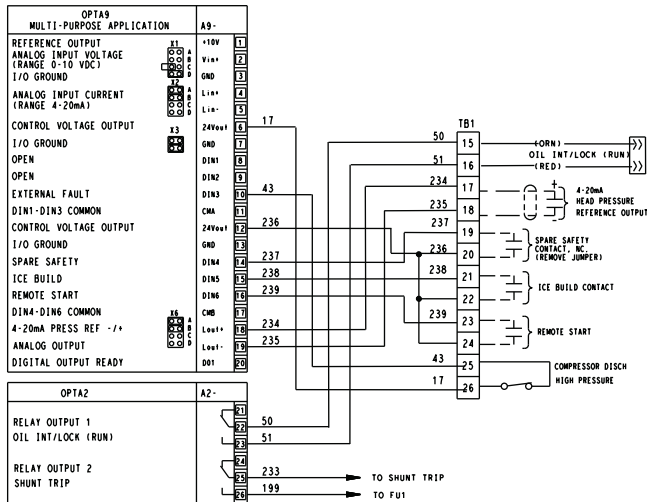 OPTA9
MULTI-PURPOSE APPLICATION A9-
REFERENCE OUTPUT X1 +10V 1
ANALOG INPUT VOLTAGE A
(RANGE 0-10 VDC) B Vin+ 2
C
I/O GROUND D GND 3
X2
ANALOG INPUT CURRENT A Lin+ 4
(RANGE 4-20mA) B
C Lin- 5
D
CONTROL VOLTAGE OUTPUT X3 24Vout 6 17
I/O GROUND GND 7
OPEN DIN1 8
OPEN DIN2 9
EXTERNAL FAULT DIN3 10 43
DIN1-DIN3 COMMON CMA 11
CONTROL VOLTAGE OUTPUT 24Vout 12 236
I/O GROUND GND 13
SPARE SAFETY DIN4 14 237
ICE BUILD DIN5 15 238
REMOTE START DIN6 16 239
DIN4-DIN6 COMMON X6 CMB 17
4-20mA PRESS REF -/+ A B Lout+ 18 234
ANALOG OUTPUT C D Lout- 19 235
DIGITAL OUTPUT READY DO1 20
TB1
50 15 (ORN)
OIL INT/LOCK (RUN)
51 16 (RED)
234 17 + 4-20mA
HEAD PRESSURE
235 18 - REFERENCE OUTPUT
237 19 SPARE SAFETY
236 20 CONTACT, NC.
(REMOVE JUMPER)
238 21 ICE BUILD CONTACT
22
239 23 REMOTE START
24
43 25 COMPRESSOR DISCH
17 26 HIGH PRESSURE
OPTA2 A2-
21
RELAY OUTPUT 1 22 50
OIL INT/LOCK (RUN) 23 51
24
RELAY OUTPUT 2 25 233 TO SHUNT TRIP
SHUNT TRIP 26 199 TO FU1